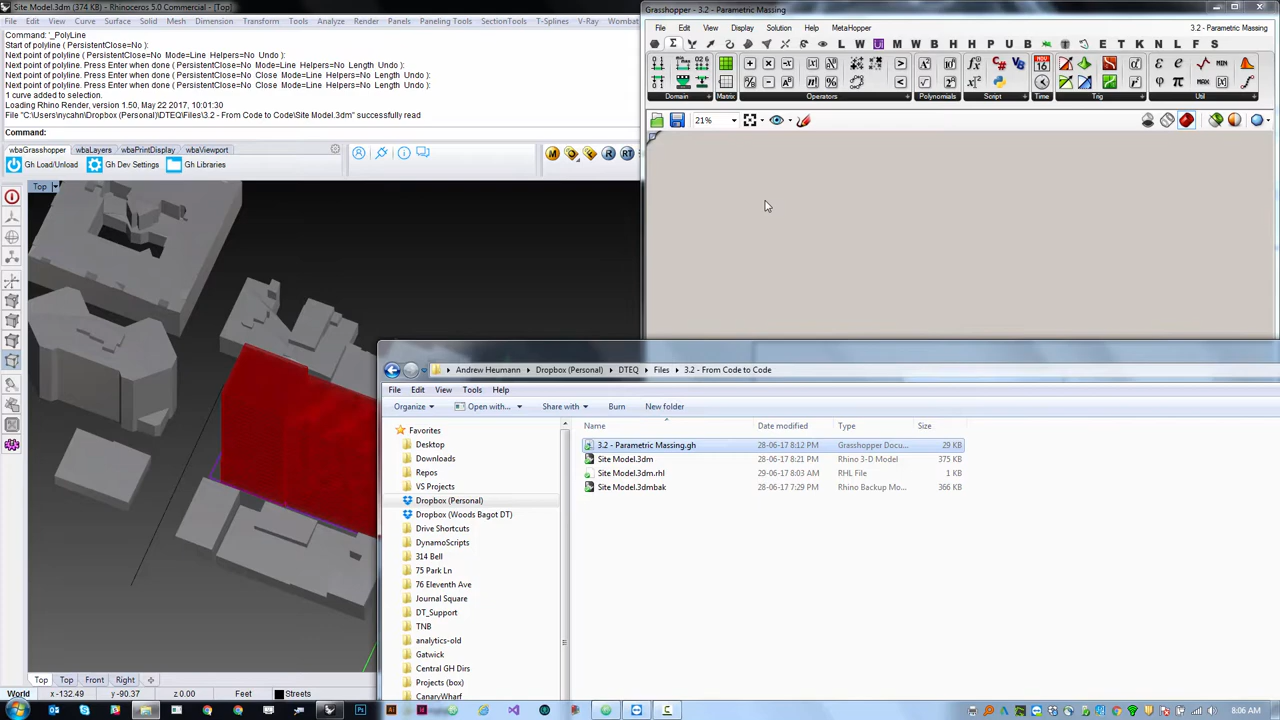 Site Model.3dm (374 KB) - Rhinoceros 5.0 Commercial - [Top]
File Edit View Curve Surface Solid Mesh Dimension Transform Tools Analyze Render Panels Paneling Tools SectionTools T-Splines V-Ray Wombat
Command: '_PolyLine
Start of polyline ( PersistentClose=No ):
Next point of polyline ( PersistentClose=No Mode=Line Helpers=No Undo ):
Next point of polyline. Press Enter when done ( PersistentClose=No Mode=Line Helpers=No Length Undo ):
Next point of polyline. Press Enter when done ( PersistentClose=No Close Mode=Line Helpers=No Length Undo ):
Next point of polyline. Press Enter when done ( PersistentClose=No Close Mode=Line Helpers=No Length Undo ):
1 curve added to selection.
Loading Rhino Render, version 1.50, May 22 2017, 10:01:30
File "C:\Users\nycahn\Dropbox (Personal)\DTEQ\Files\3.2 - From Code to Code\Site Model.3dm" successfully read
Command:
wbaGrasshopper wbaLayers wbaPrintDisplay wbaViewport
Gh Load/Unload Gh Dev Settings Gh Libraries
Top
Grasshopper - 3.2 - Parametric Massing
File Edit View Display Solution Help MetaHopper 3.2 - Parametric Massing
L W U M W B H P U B E T K N L F S
Domain Matrix Operators Polynomials Script Time Trig Util
21%
Andrew Heumann Dropbox (Personal) DTEQ Files 3.2 - From Code to Code
File Edit View Tools Help
Organize Open with... Share with Burn New folder
Name Date modified Type Size
3.2 - Parametric Massing.gh 28-06-17 8:12 PM Grasshopper Docu... 29 KB
Site Model.3dm 28-06-17 8:21 PM Rhino 3-D Model 375 KB
Site Model.3dm.rhl 29-06-17 8:03 AM RHL File 1 KB
Site Model.3dmbak 28-06-17 7:29 PM Rhino Backup Mo... 366 KB
Favorites
Desktop
Downloads
Repos
VS Projects
Dropbox (Personal)
Dropbox (Woods Bagot DT)
Drive Shortcuts
DynamoScripts
314 Bell
75 Park Ln
76 Eleventh Ave
Journal Square
DT_Support
TNB
analytics-old
Gatwick
Central GH Dirs
Projects (box)
CanaryWharf
Top Top Front Right
World x -132.49 y -90.37 z 0.00 Feet Streets
8:06 AM